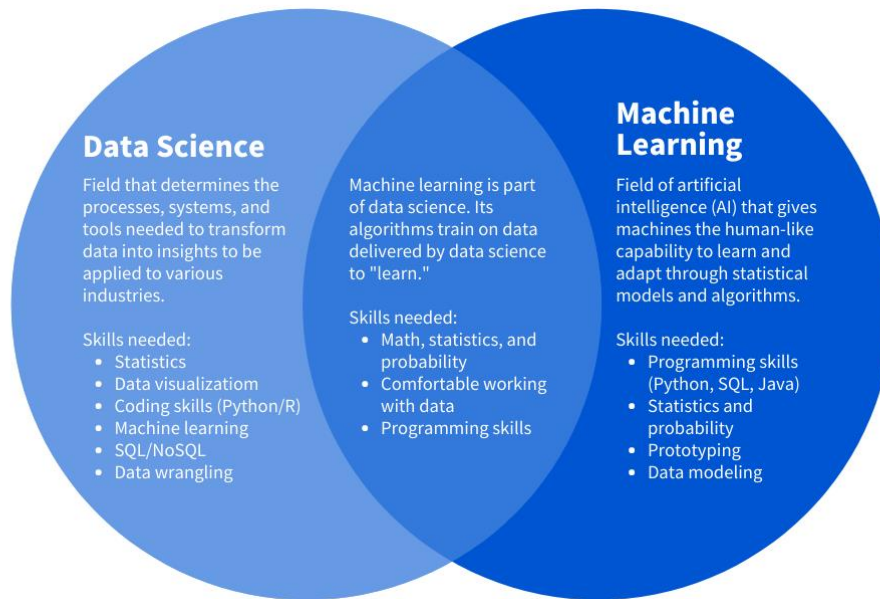 Data Science
Field that determines the
processes, systems, and
tools needed to transform
data into insights to be
applied to various
industries.
Skills needed:
• Statistics
• Data visualizatiom
• Coding skills (Python/R)
• Machine learning
• SQL/NoSQL
• Data wrangling
Machine learning is part
of data science. Its
algorithms train on data
delivered by data science
to "learn."
Skills needed:
• Math, statistics, and
probability
• Comfortable working
with data
• Programming skills
Machine
Learning
Field of artificial
intelligence (AI) that gives
machines the human-like
capability to learn and
adapt through statistical
models and algorithms.
Skills needed:
• Programming skills
(Python, SQL, Java)
• Statistics and
probability
• Prototyping
• Data modeling